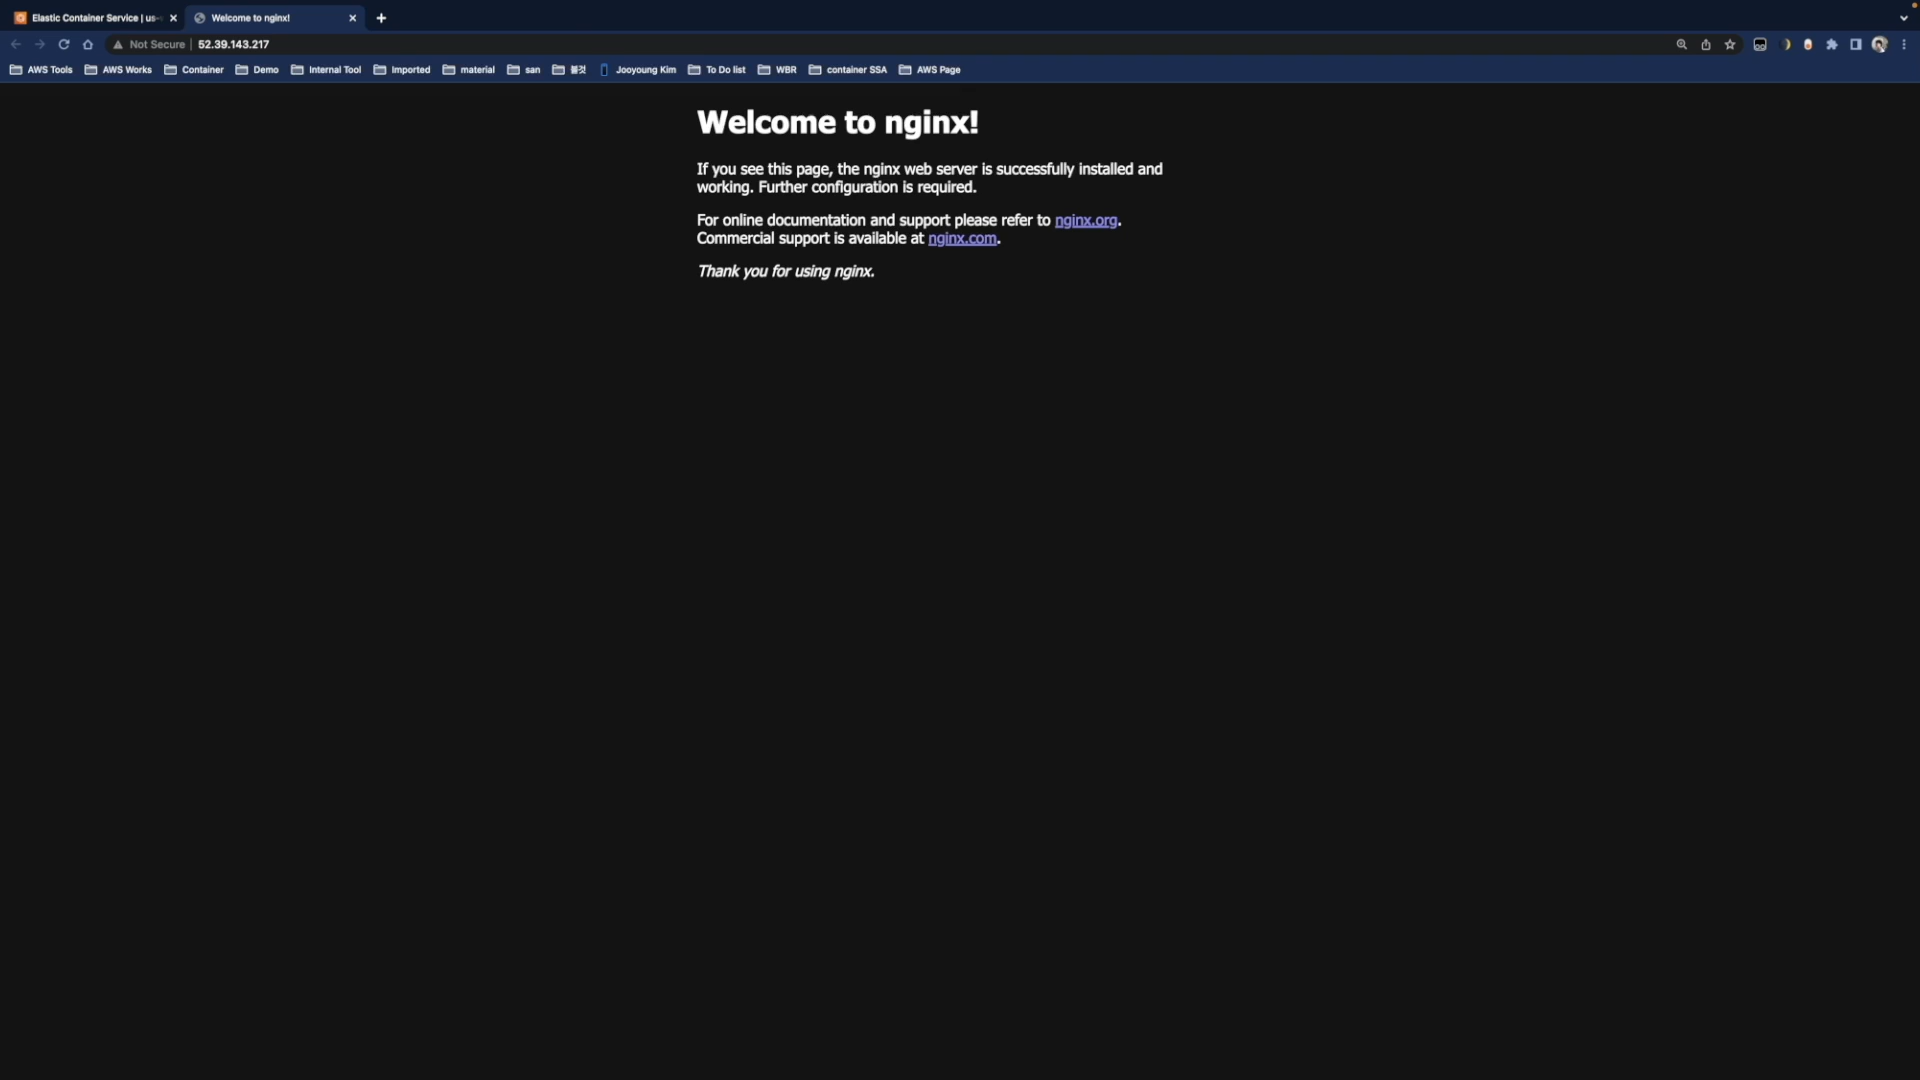 Elastic Container Service | us-
Welcome to nginx!
Not Secure | 52.39.143.217
AWS Tools AWS Works Container Demo Internal Tool Imported material san 볼것 Jooyoung Kim To Do list WBR container SSA AWS Page
Welcome to nginx!
If you see this page, the nginx web server is successfully installed and
working. Further configuration is required.
For online documentation and support please refer to nginx.org.
Commercial support is available at nginx.com.
Thank you for using nginx.